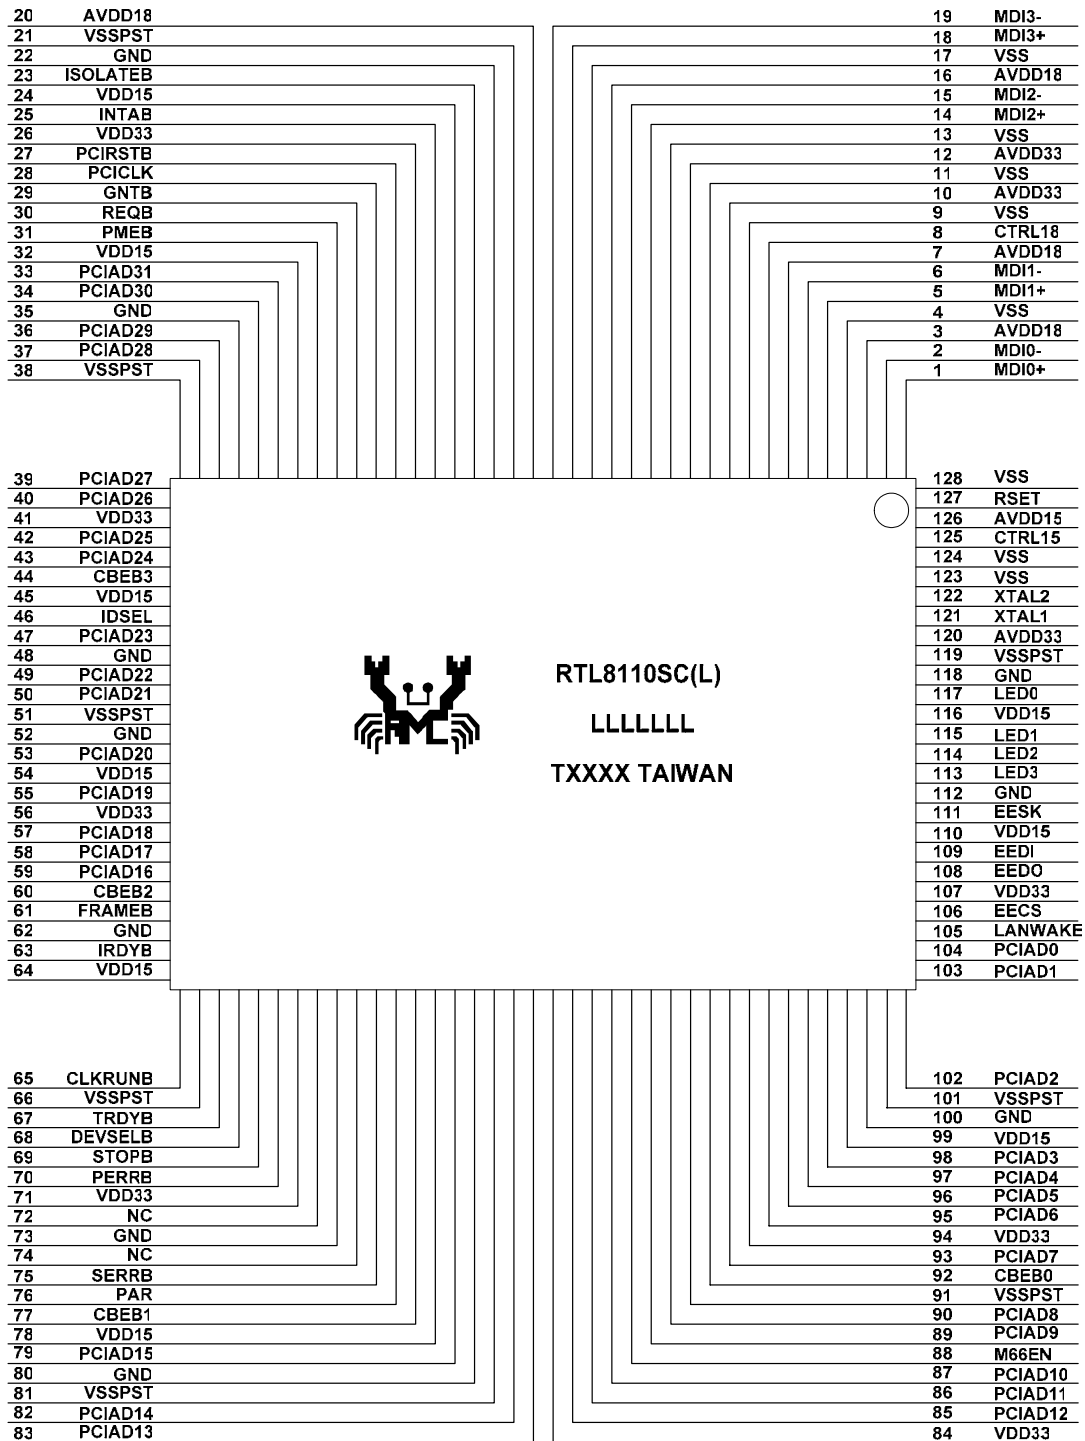 20 AVDD18
21 VSSPST
22 GND
23 ISOLATEB
24 VDD15
25 INTAB
26 VDD33
27 PCIRSTB
28 PCICLK
29 GNTB
30 REQB
31 PMEB
32 VDD15
33 PCIAD31
34 PCIAD30
35 GND
36 PCIAD29
37 PCIAD28
38 VSSPST
19 MDI3-
18 MDI3+
17 VSS
16 AVDD18
15 MDI2-
14 MDI2+
13 VSS
12 AVDD33
11 VSS
10 AVDD33
9 VSS
8 CTRL18
7 AVDD18
6 MDI1-
5 MDI1+
4 VSS
3 AVDD18
2 MDI0-
1 MDI0+
39 PCIAD27
40 PCIAD26
41 VDD33
42 PCIAD25
43 PCIAD24
44 CBEB3
45 VDD15
46 IDSEL
47 PCIAD23
48 GND
49 PCIAD22
50 PCIAD21
51 VSSPST
52 GND
53 PCIAD20
54 VDD15
55 PCIAD19
56 VDD33
57 PCIAD18
58 PCIAD17
59 PCIAD16
60 CBEB2
61 FRAMEB
62 GND
63 IRDYB
64 VDD15
RTL8110SC(L)
LLLLLLL
TXXXX TAIWAN
128 VSS
127 RSET
126 AVDD15
125 CTRL15
124 VSS
123 VSS
122 XTAL2
121 XTAL1
120 AVDD33
119 VSSPST
118 GND
117 LED0
116 VDD15
115 LED1
114 LED2
113 LED3
112 GND
111 EESK
110 VDD15
109 EEDI
108 EEDO
107 VDD33
106 EECS
105 LANWAKE
104 PCIAD0
103 PCIAD1
65 CLKRUNB
66 VSSPST
67 TRDYB
68 DEVSELB
69 STOPB
70 PERRB
71 VDD33
72 NC
73 GND
74 NC
75 SERRB
76 PAR
77 CBEB1
78 VDD15
79 PCIAD15
80 GND
81 VSSPST
82 PCIAD14
83 PCIAD13
102 PCIAD2
101 VSSPST
100 GND
99 VDD15
98 PCIAD3
97 PCIAD4
96 PCIAD5
95 PCIAD6
94 VDD33
93 PCIAD7
92 CBEB0
91 VSSPST
90 PCIAD8
89 PCIAD9
88 M66EN
87 PCIAD10
86 PCIAD11
85 PCIAD12
84 VDD33